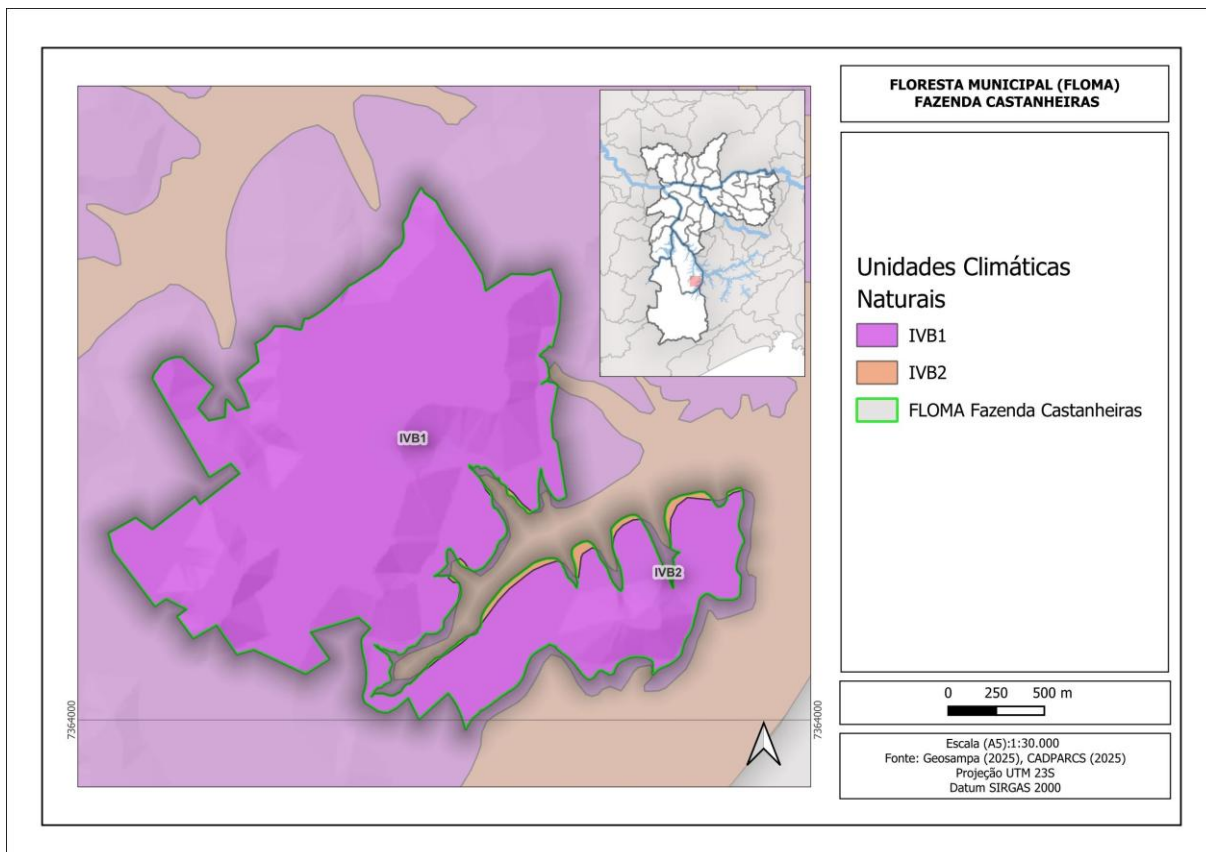 FLORESTA MUNICIPAL (FLOMA)
FAZENDA CASTANHEIRAS
Unidades Climáticas
Naturais
IVB1
IVB2
FLOMA Fazenda Castanheiras
IVB1
IVB2
7364000
7364000
0 250 500 m
Escala (A5):1:30.000
Fonte: Geosampa (2025), CADPARCS (2025)
Projeção UTM 23S
Datum SIRGAS 2000